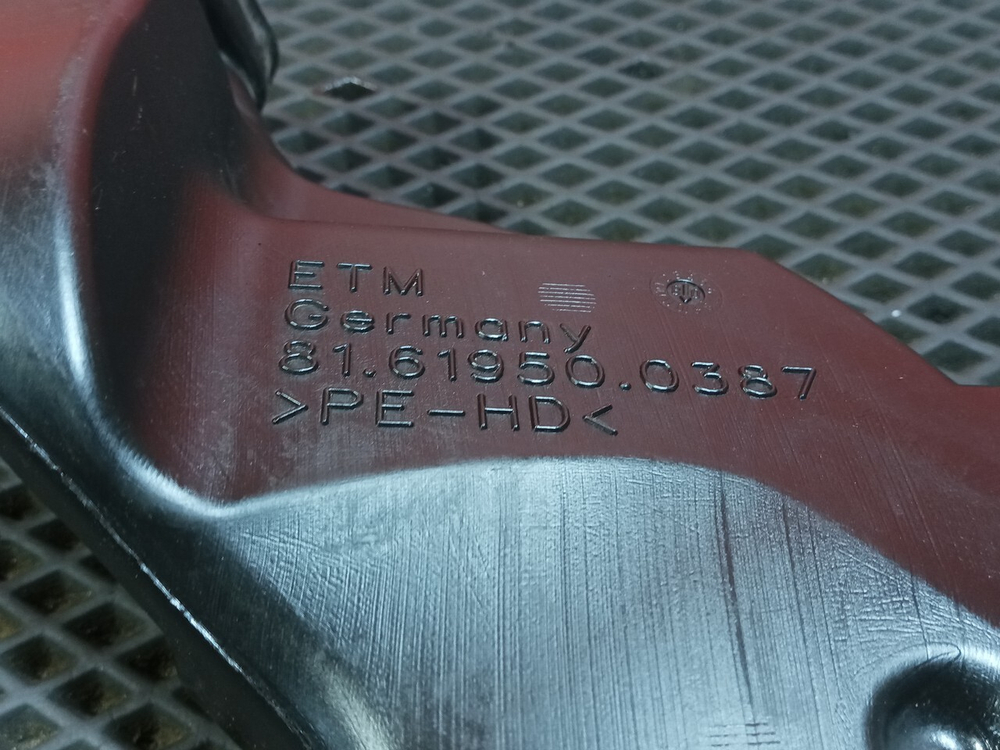 ETM
Germany
81.61950.0387
>PE-HD<